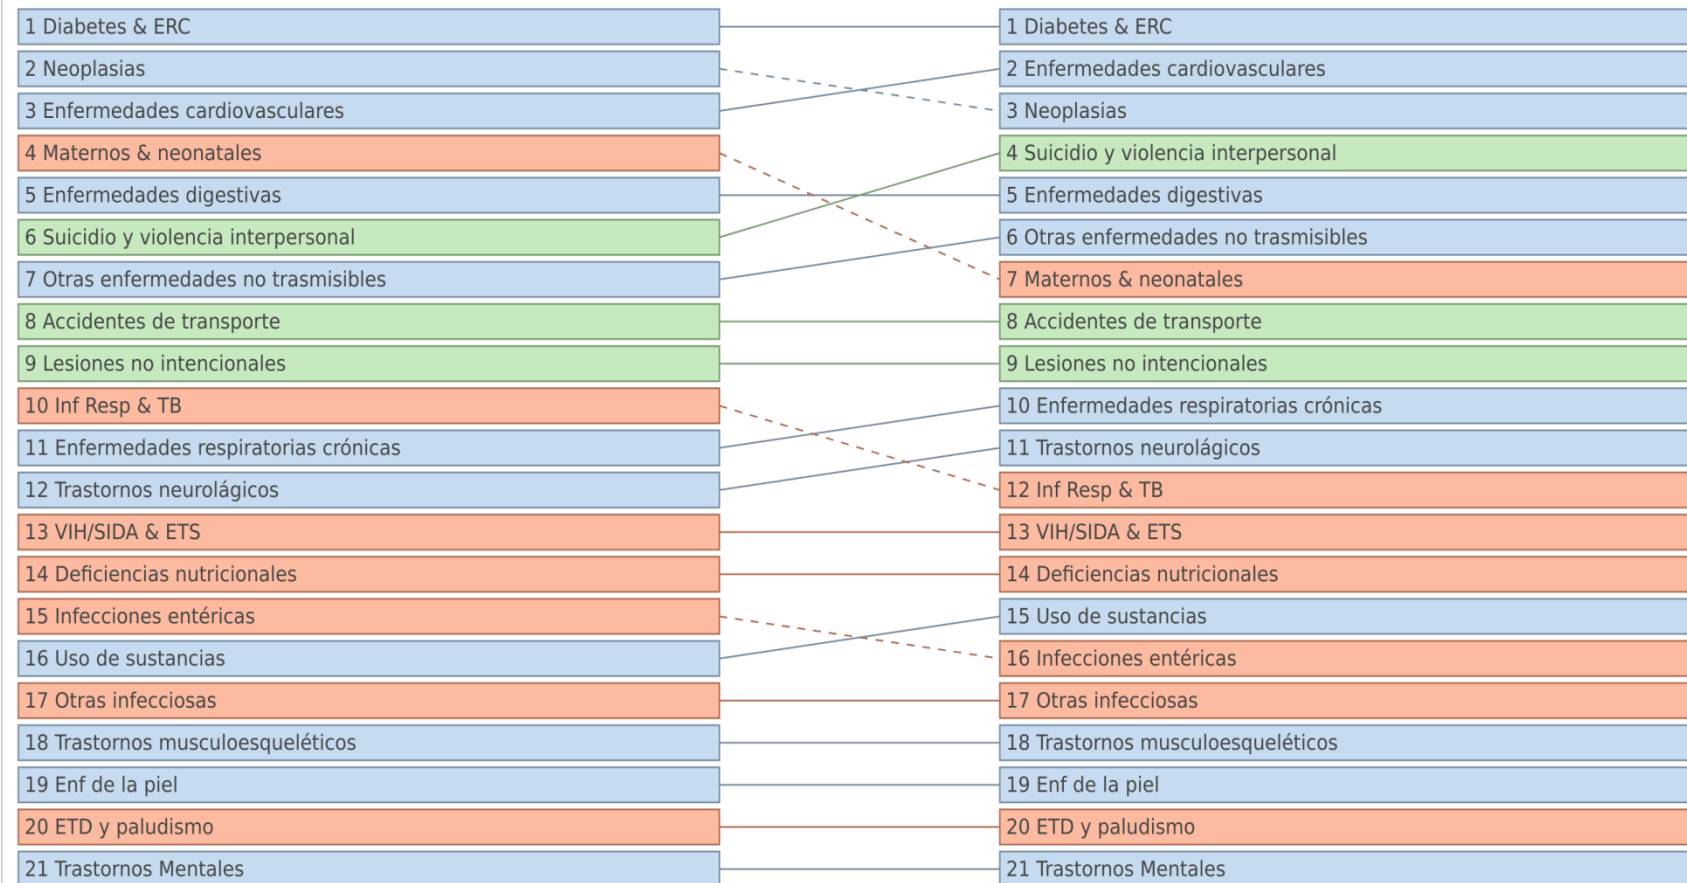 1 Diabetes & ERC
2 Neoplasias
3 Enfermedades cardiovasculares
4 Maternos & neonatales
5 Enfermedades digestivas
6 Suicidio y violencia interpersonal
7 Otras enfermedades no trasmisibles
8 Accidentes de transporte
9 Lesiones no intencionales
10 Inf Resp & TB
11 Enfermedades respiratorias crónicas
12 Trastornos neurolágicos
13 VIH/SIDA & ETS
14 Deficiencias nutricionales
15 Infecciones entéricas
16 Uso de sustancias
17 Otras infecciosas
18 Trastornos musculoesqueléticos
19 Enf de la piel
20 ETD y paludismo
21 Trastornos Mentales
1 Diabetes & ERC
2 Enfermedades cardiovasculares
3 Neoplasias
4 Suicidio y violencia interpersonal
5 Enfermedades digestivas
6 Otras enfermedades no trasmisibles
7 Maternos & neonatales
8 Accidentes de transporte
9 Lesiones no intencionales
10 Enfermedades respiratorias crónicas
11 Trastornos neurolágicos
12 Inf Resp & TB
13 VIH/SIDA & ETS
14 Deficiencias nutricionales
15 Uso de sustancias
16 Infecciones entéricas
17 Otras infecciosas
18 Trastornos musculoesqueléticos
19 Enf de la piel
20 ETD y paludismo
21 Trastornos Mentales